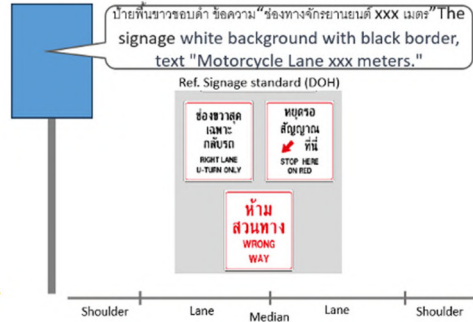 ป้ายพื้นขาวขอบดำ ข้อความ“ช่องทางจักรยานยนต์ xxx เมตร”The
signage white background with black border,
text "Motorcycle Lane xxx meters."
Ref. Signage standard (DOH)
ช่องขวาสุด
เฉพาะ
กลับรถ
RIGHT LANE
U-TURN ONLY
หยุดรอ
สัญญาณ
ที่นี่
STOP HERE
ON RED
ห้าม
สวนทาง
WRONG
WAY
Shoulder
Lane
Median
Lane
Shoulder